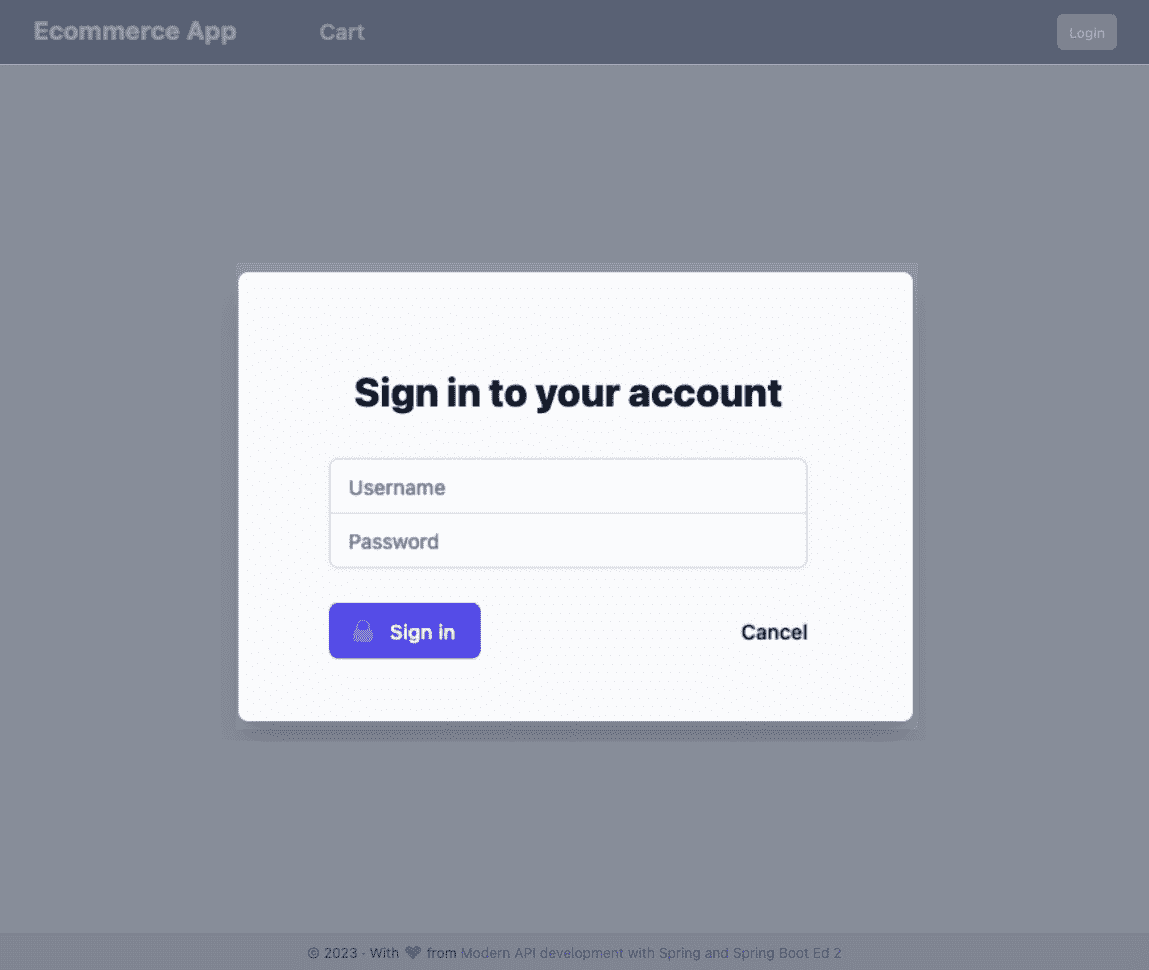 Ecommerce App Cart Login
Sign in to your account
Username
Password
Sign in Cancel
© 2023 - With from Modern API development with Spring and Spring Boot Ed 2